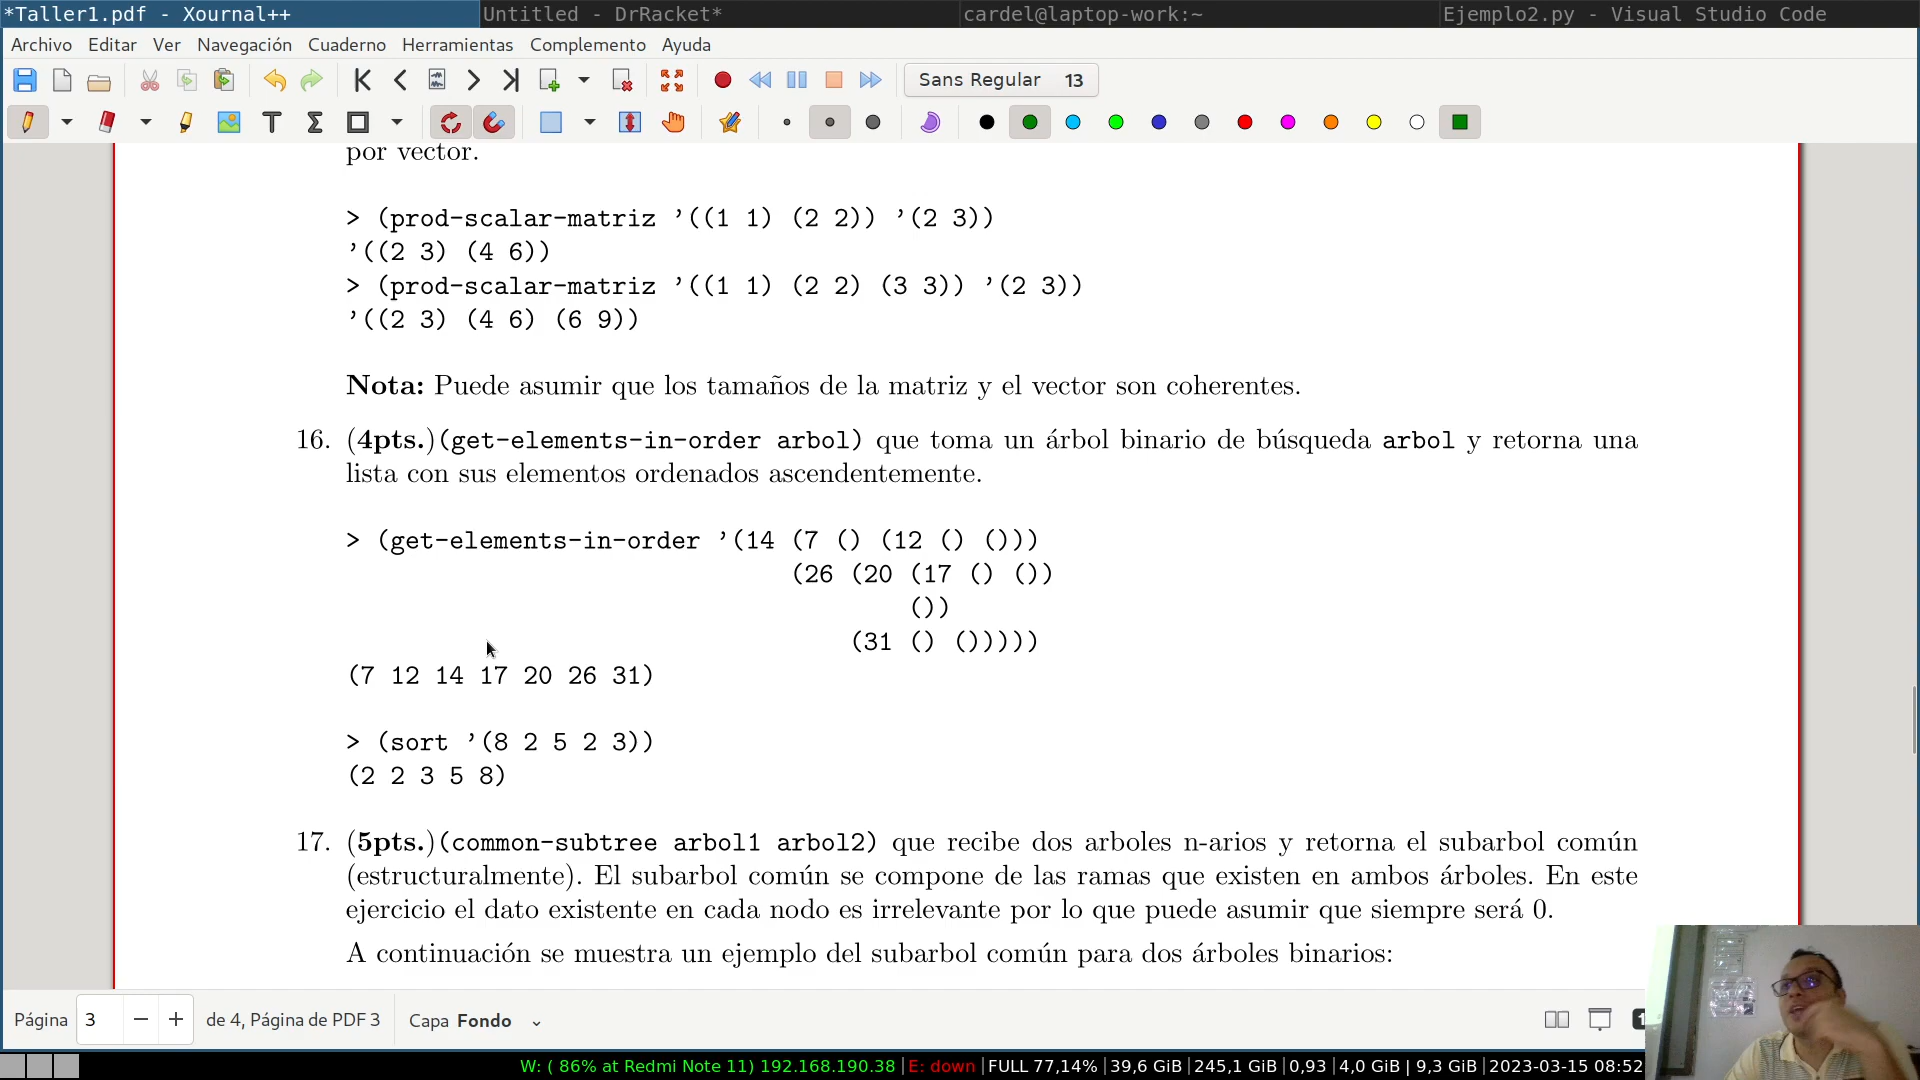 *Taller1.pdf - Xournal++
Untitled - DrRacket*
cardel@laptop-work:~
Ejemplo2.py - Visual Studio Code
Archivo Editar Ver Navegación Cuaderno Herramientas Complemento Ayuda
Sans Regular 13
por vector.
> (prod-scalar-matriz '((1 1) (2 2)) '(2 3))
'((2 3) (4 6))
> (prod-scalar-matriz '((1 1) (2 2) (3 3)) '(2 3))
'((2 3) (4 6) (6 9))
Nota: Puede asumir que los tamaños de la matriz y el vector son coherentes.
16. (4pts.)(get-elements-in-order arbol) que toma un árbol binario de búsqueda arbol y retorna una
lista con sus elementos ordenados ascendentemente.
> (get-elements-in-order '(14 (7 () (12 () ()))
(26 (20 (17 () ())
())
(31 () ()))))
(7 12 14 17 20 26 31)
> (sort '(8 2 5 2 3))
(2 2 3 5 8)
17. (5pts.)(common-subtree arbol1 arbol2) que recibe dos arboles n-arios y retorna el subarbol común
(estructuralmente). El subarbol común se compone de las ramas que existen en ambos árboles. En este
ejercicio el dato existente en cada nodo es irrelevante por lo que puede asumir que siempre será 0.
A continuación se muestra un ejemplo del subarbol común para dos árboles binarios:
Página 3 de 4, Página de PDF 3 Capa Fondo
W: ( 86% at Redmi Note 11) 192.168.190.38 |E: down |FULL 77,14% |39,6 GiB |245,1 GiB |0,93 |4,0 GiB | 9,3 GiB |2023-03-15 08:52